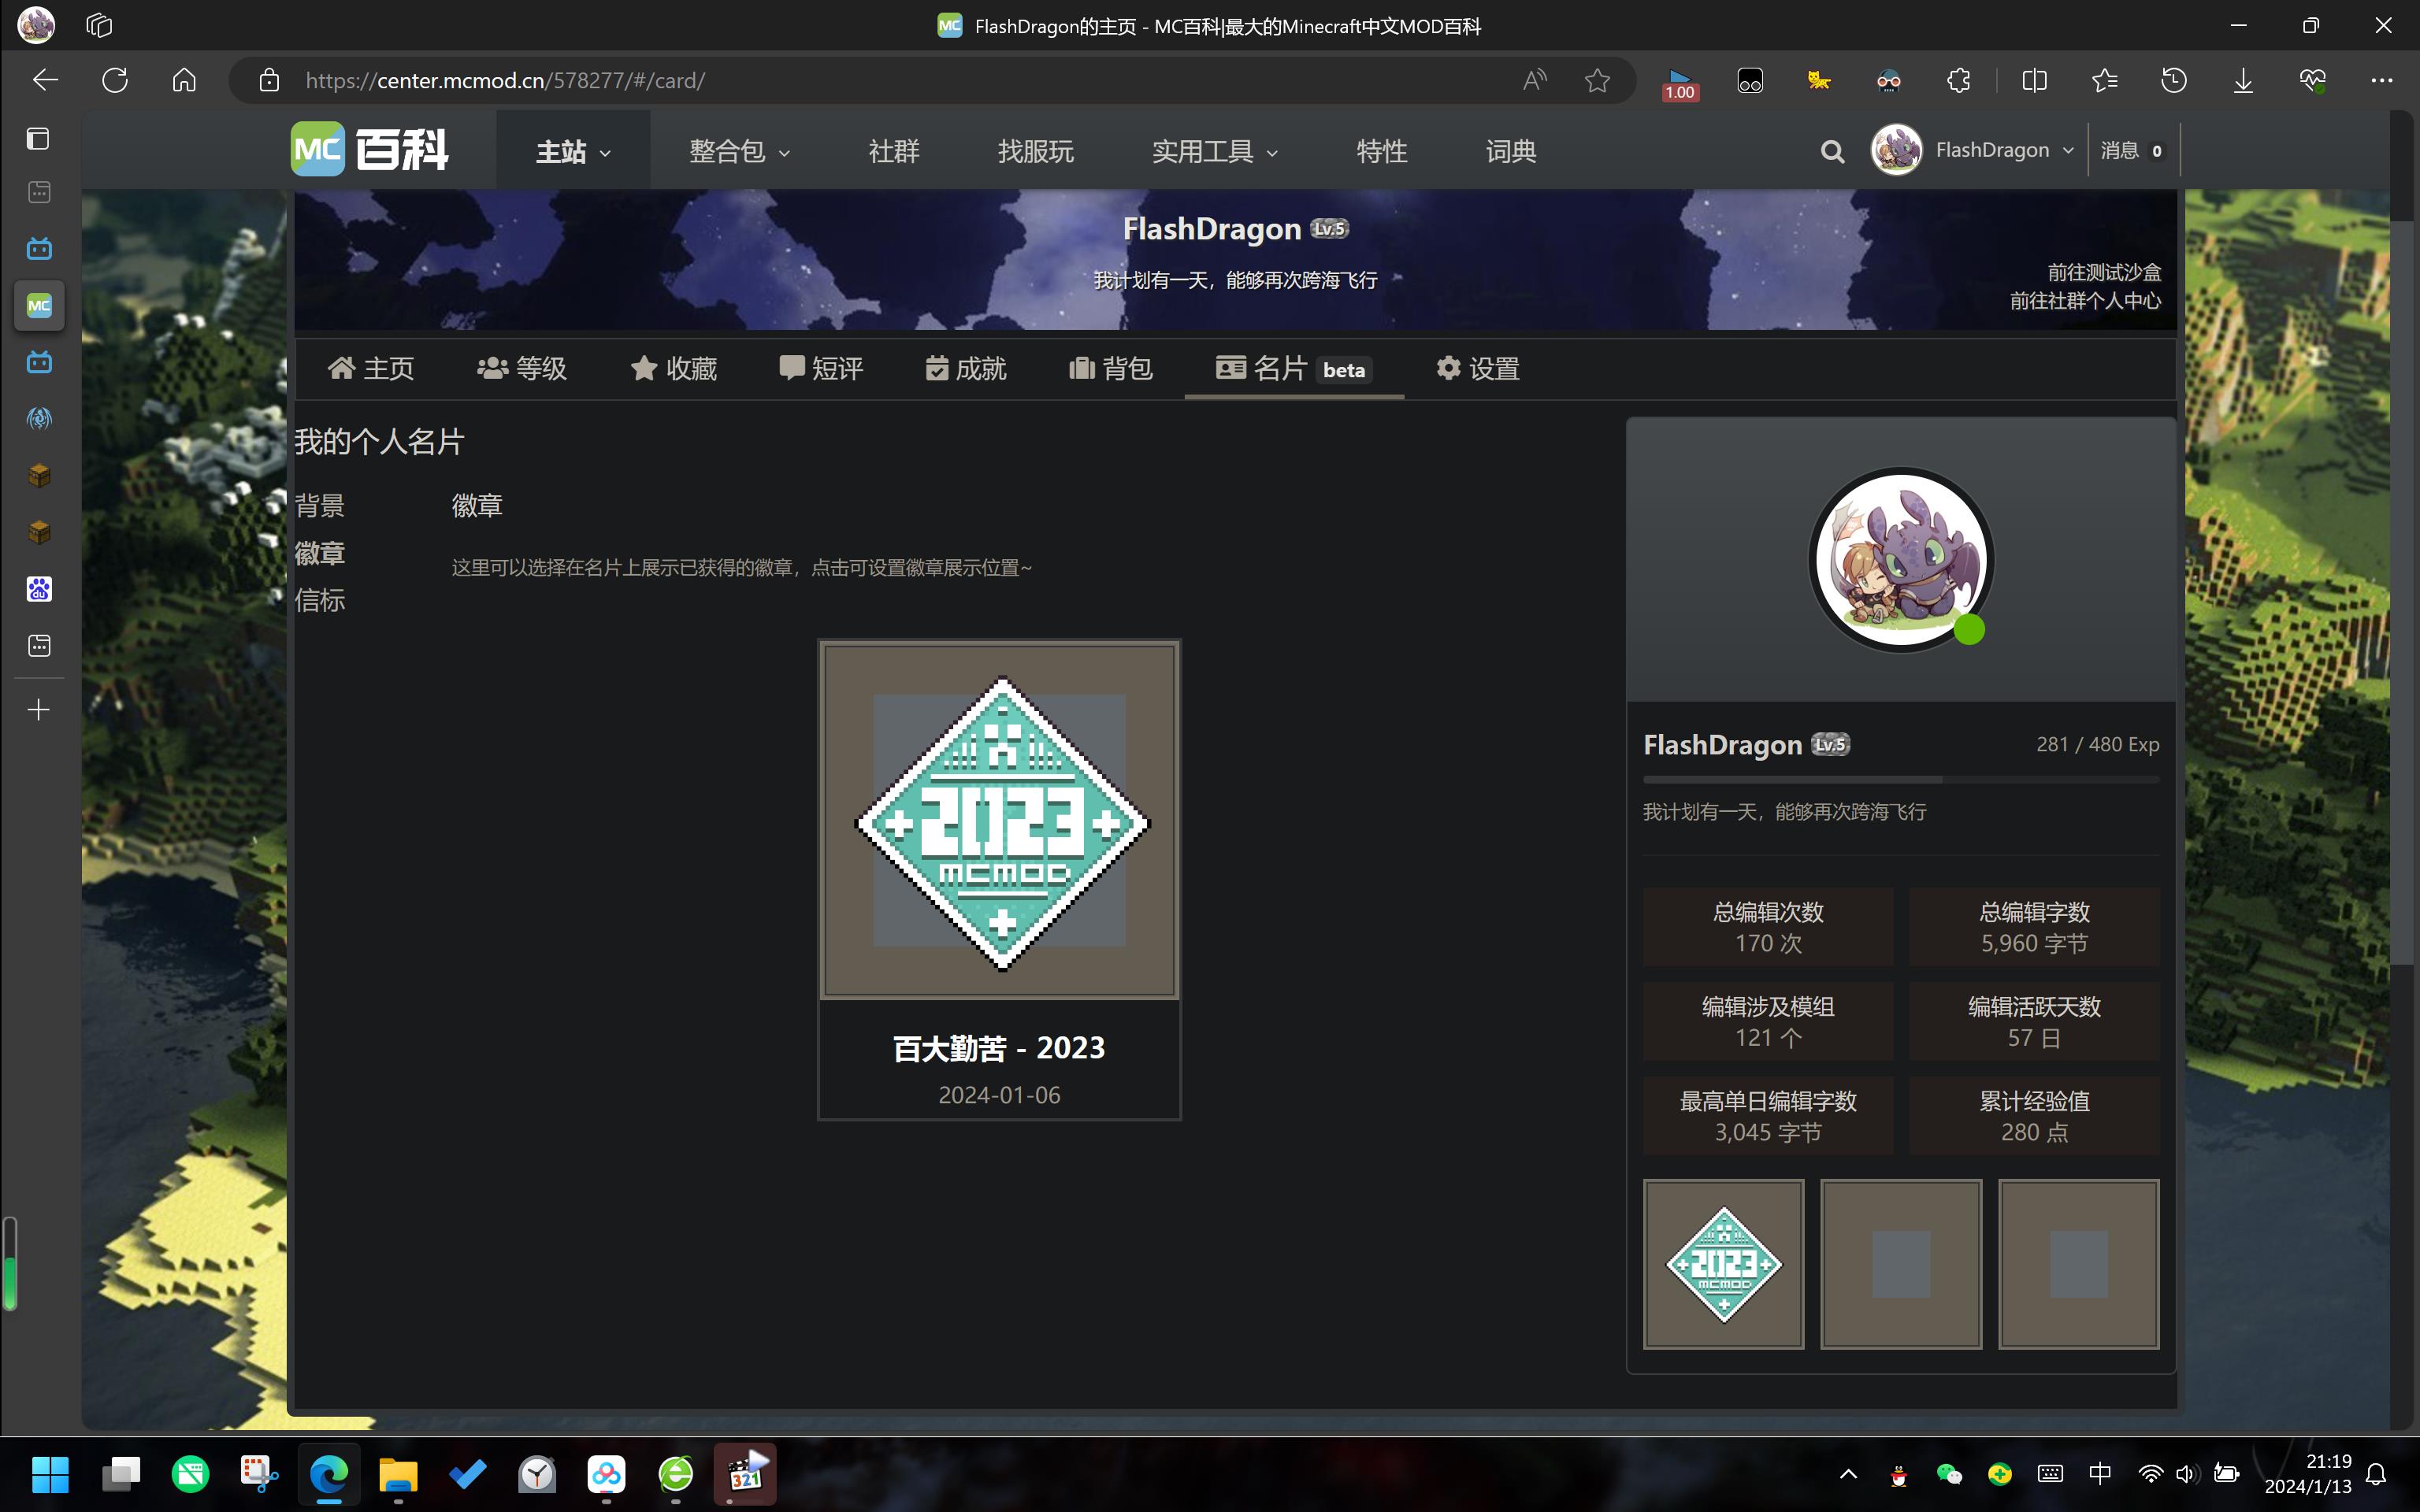 FlashDragon的主页 - MC百科|最大的Minecraft中文MOD百科
https://center.mcmod.cn/578277/#/card/
1.00
MC 百科
主站
整合包
社群
找服玩
实用工具
特性
词典
FlashDragon
消息 0
FlashDragon Lv.5
我计划有一天，能够再次跨海飞行
前往测试沙盒
前往社群个人中心
主页
等级
收藏
短评
成就
背包
名片 beta
设置
我的个人名片
背景
徽章
信标
徽章
这里可以选择在名片上展示已获得的徽章，点击可设置徽章展示位置~
2023
MCMOD
百大勤苦 - 2023
2024-01-06
FlashDragon Lv.5
281 / 480 Exp
我计划有一天，能够再次跨海飞行
总编辑次数
170 次
总编辑字数
5,960 字节
编辑涉及模组
121 个
编辑活跃天数
57 日
最高单日编辑字数
3,045 字节
累计经验值
280 点
2023
MCMOD
MC
du
321
中
21:19
2024/1/13